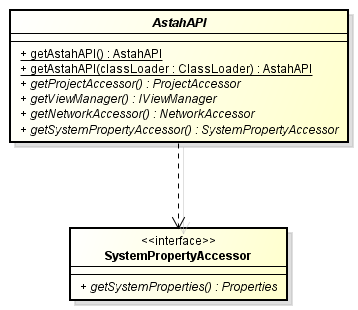 AstahAPI
+ getAstahAPI() : AstahAPI
+ getAstahAPI(classLoader : ClassLoader) : AstahAPI
+ getProjectAccessor() : ProjectAccessor
+ getViewManager() : IViewManager
+ getNetworkAccessor() : NetworkAccessor
+ getSystemPropertyAccessor() : SystemPropertyAccessor
<<interface>>
SystemPropertyAccessor
+ getSystemProperties() : Properties